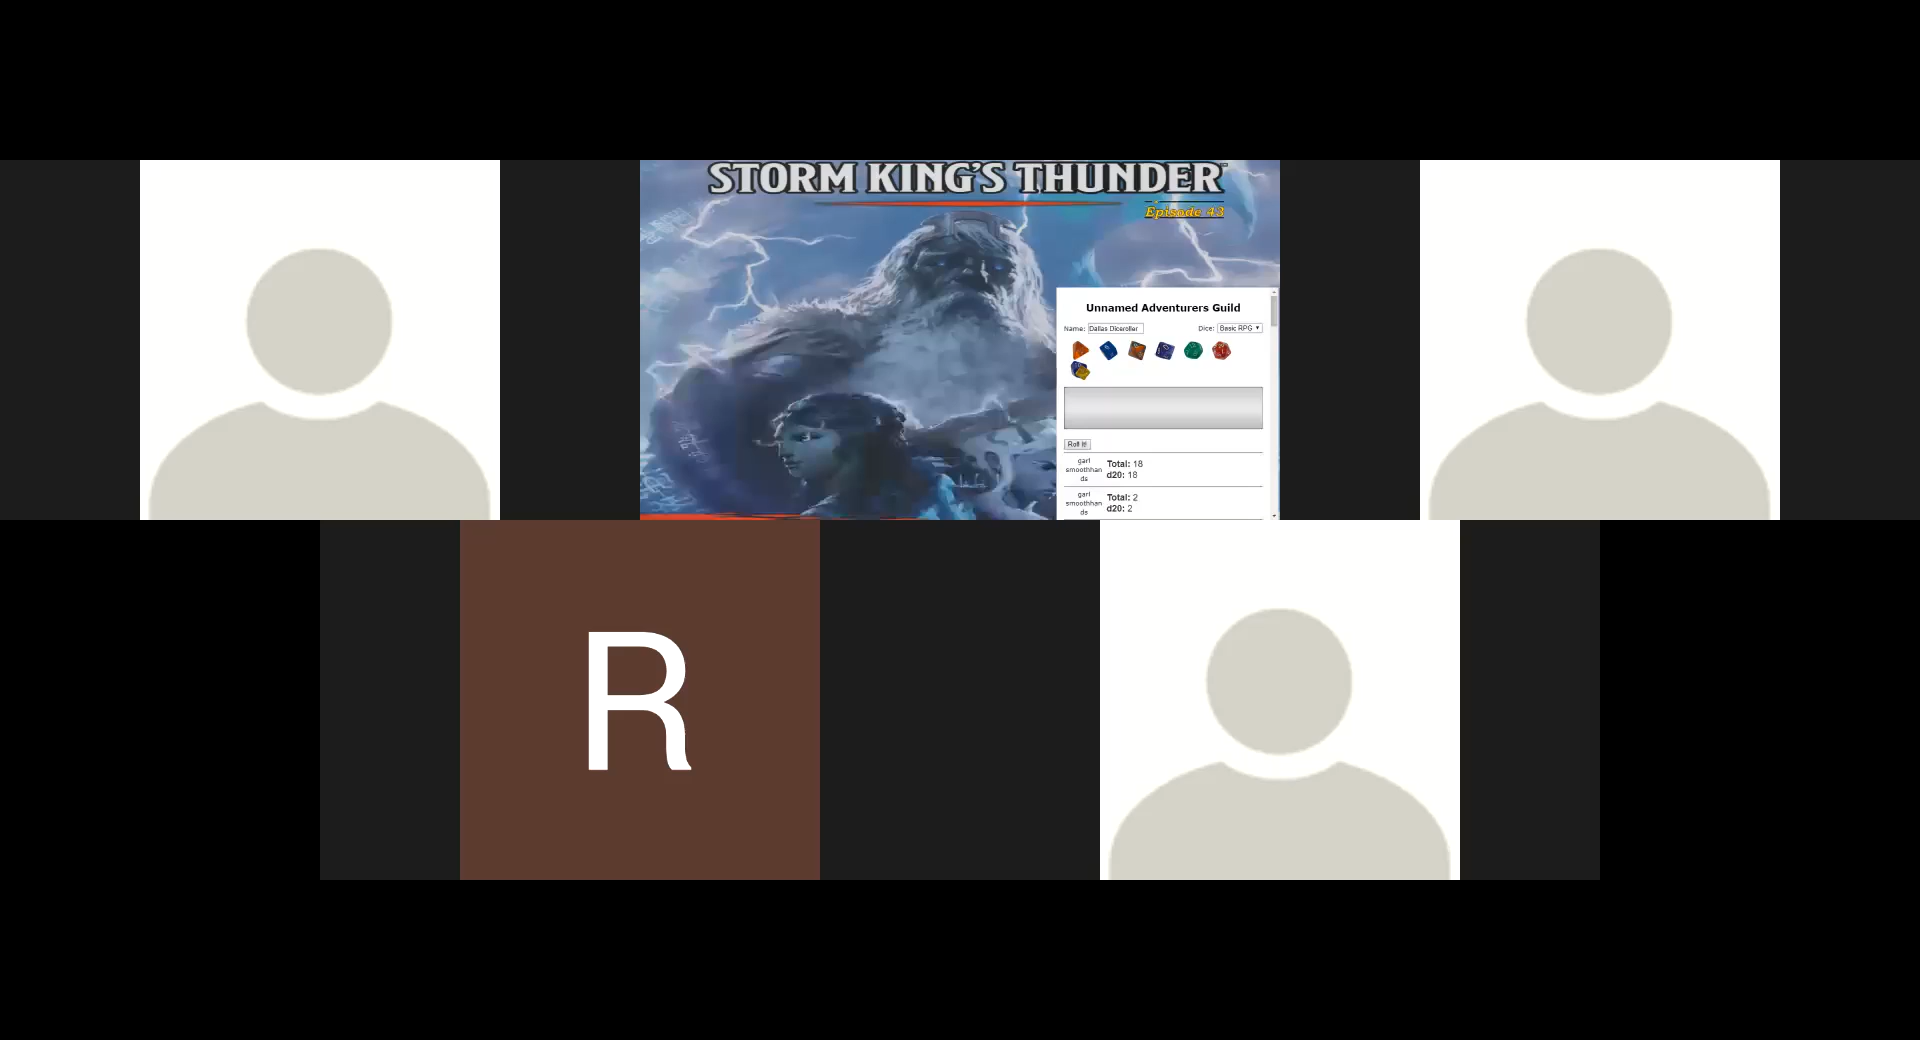 STORM KING'S THUNDER
Episode 43
Unnamed Adventurers Guild
Name: Dallas Diceroller Dice: Basic RPG
Roll It!
garl
smoothhan
ds
Total: 18
d20: 18
garl
smoothhan
ds
Total: 2
d20: 2
R